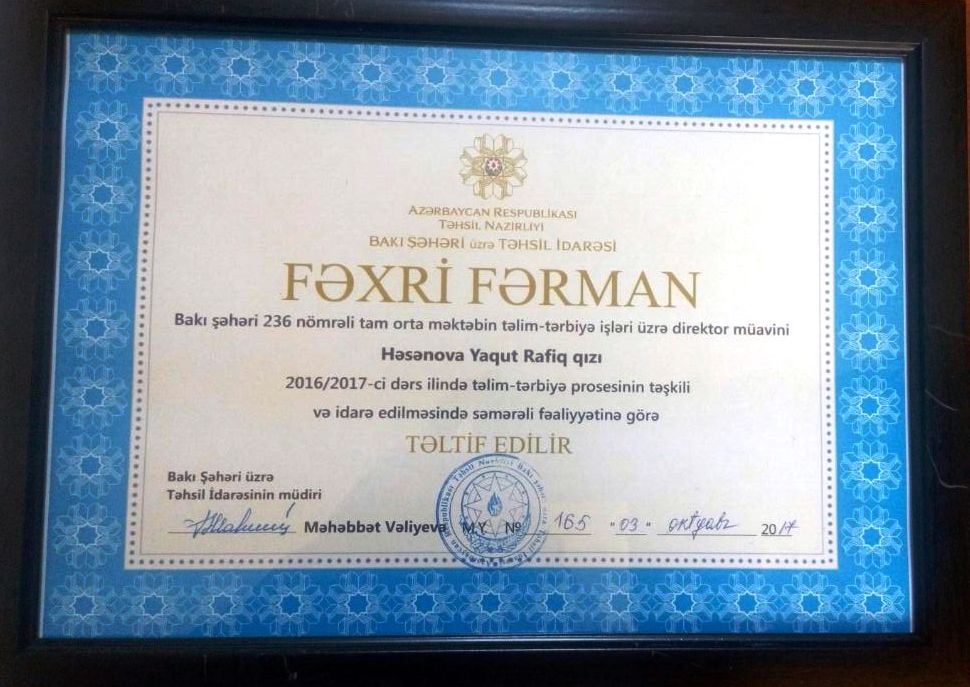 AZƏRBAYCAN RESPUBLİKASI
TƏHSİL NAZİRLİYİ
BAKI ŞƏHƏRİ üzrə TƏHSİL İDARƏSİ
FƏXRİ FƏRMAN
Bakı şəhəri 236 nömrəli tam orta məktəbin təlim-tərbiyə işləri üzrə direktor müavini
Həsənova Yaqut Rafiq qızı
2016/2017-ci dərs ilində təlim-tərbiyə prosesinin təşkili
və idarə edilməsində səmərəli fəaliyyətinə görə
TƏLTİF EDİLİR
Bakı Şəhəri üzrə
Təhsil İdarəsinin müdiri
Məhəbbət Vəliyeva M.Y. № 165 "03" oktyabr 2017